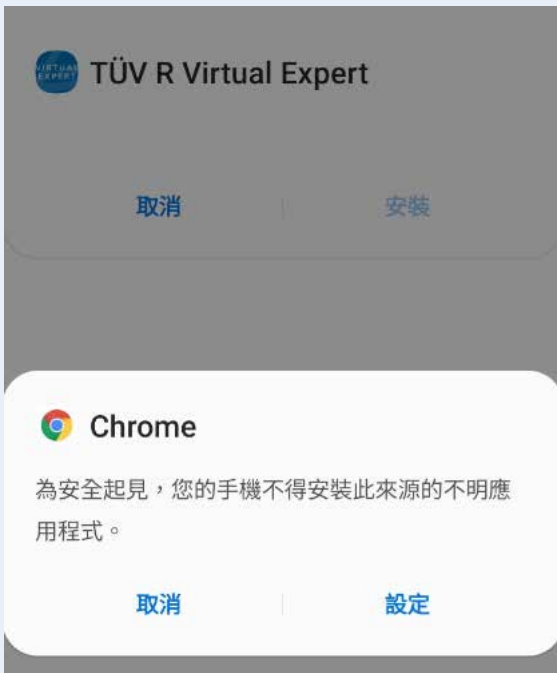 VIRTUAL
EXPERT
TÜV R Virtual Expert
取消 安裝
Chrome
為安全起見，您的手機不得安裝此來源的不明應
用程式。
取消 設定